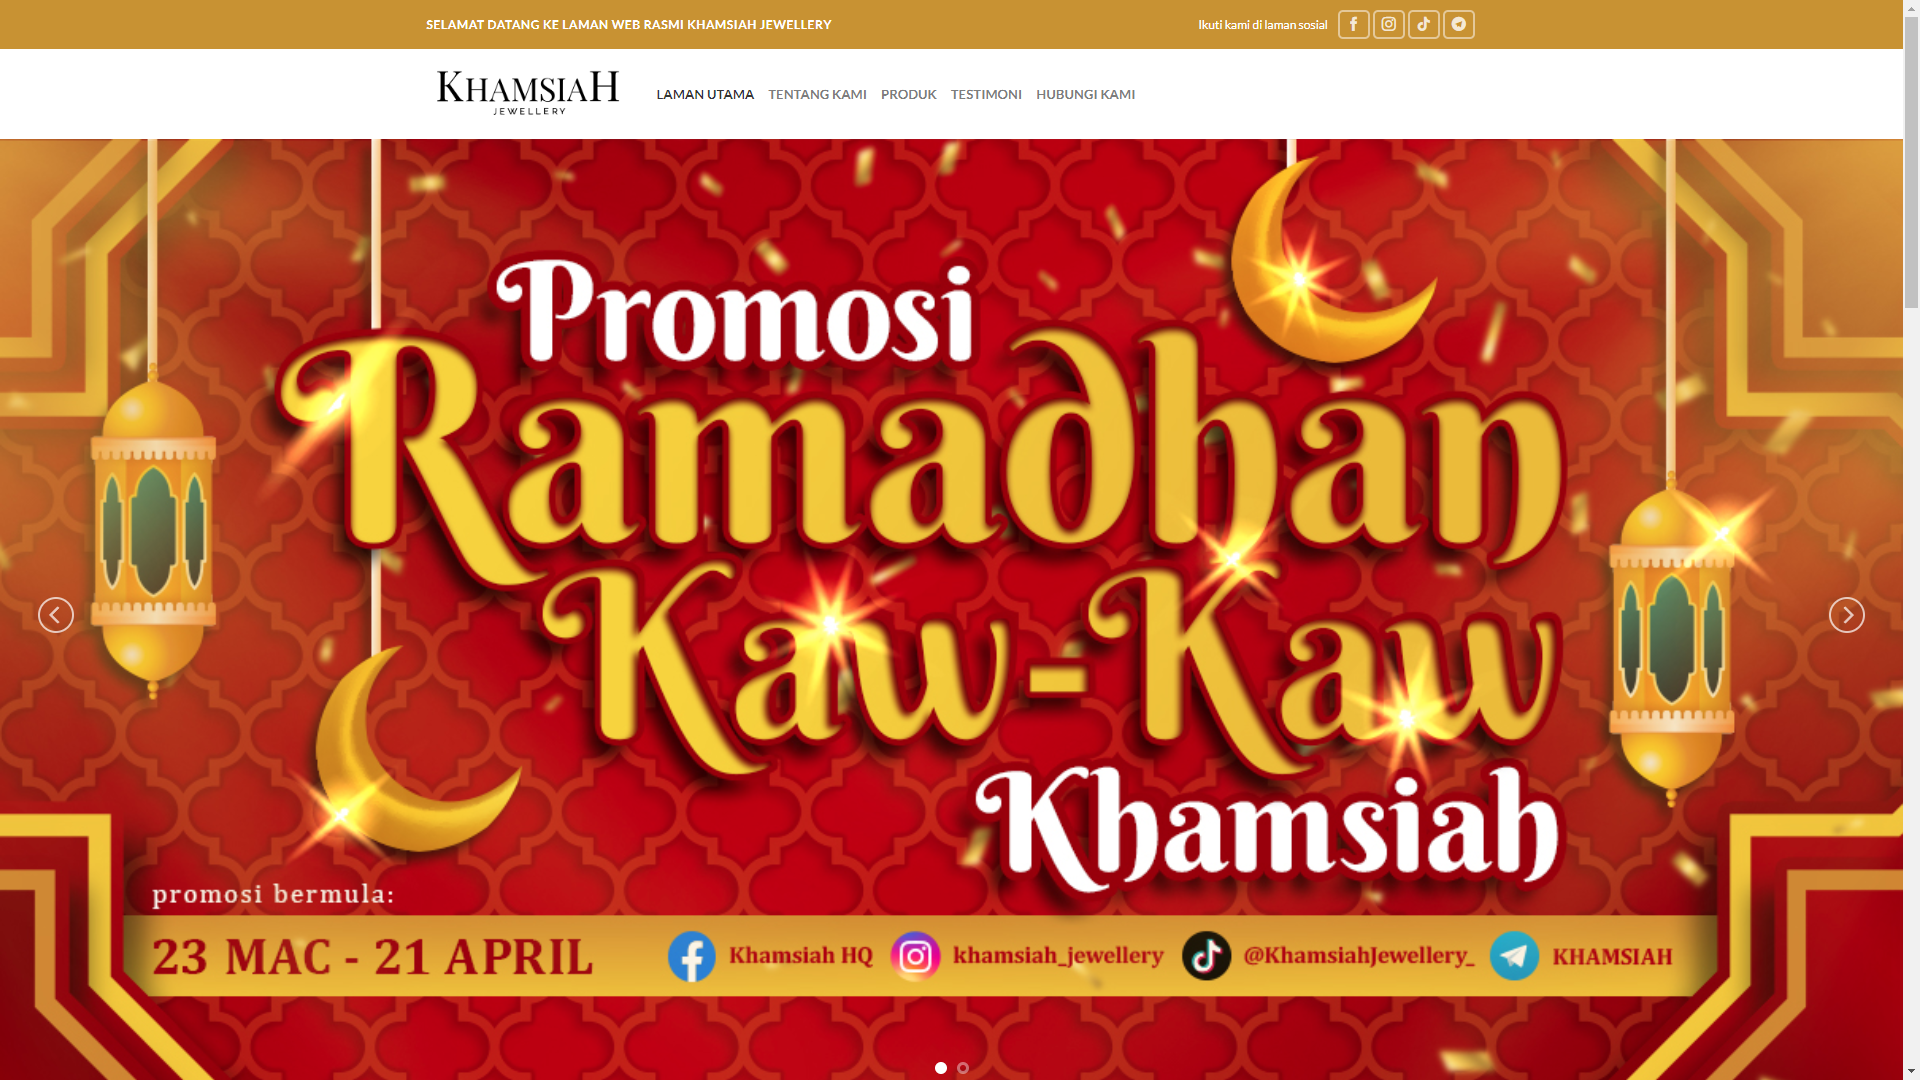 SELAMAT DATANG KE LAMAN WEB RASMI KHAMSIAH JEWELLERY
Ikuti kami di laman sosial
KHAMSIAH
JEWELLERY
LAMAN UTAMA
TENTANG KAMI
PRODUK
TESTIMONI
HUBUNGI KAMI
Promosi
Ramadhan
Kaw-Kaw
Khamsiah
promosi bermula:
23 MAC - 21 APRIL
Khamsiah HQ
khamsiah_jewellery
@KhamsiahJewellery_
KHAMSIAH